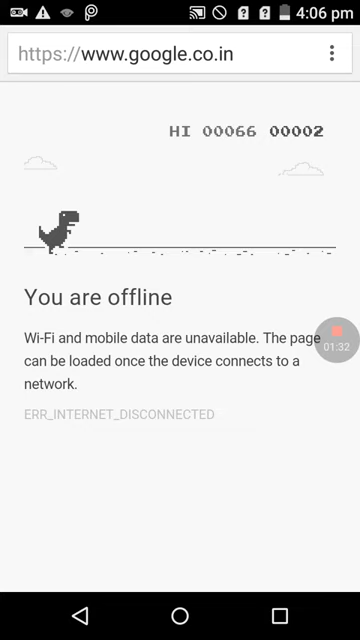 4:06 pm
https://www.google.co.in
HI 00066 00002
You are offline
Wi-Fi and mobile data are unavailable. The page
can be loaded once the device connects to a
network.
01:32
ERR_INTERNET_DISCONNECTED